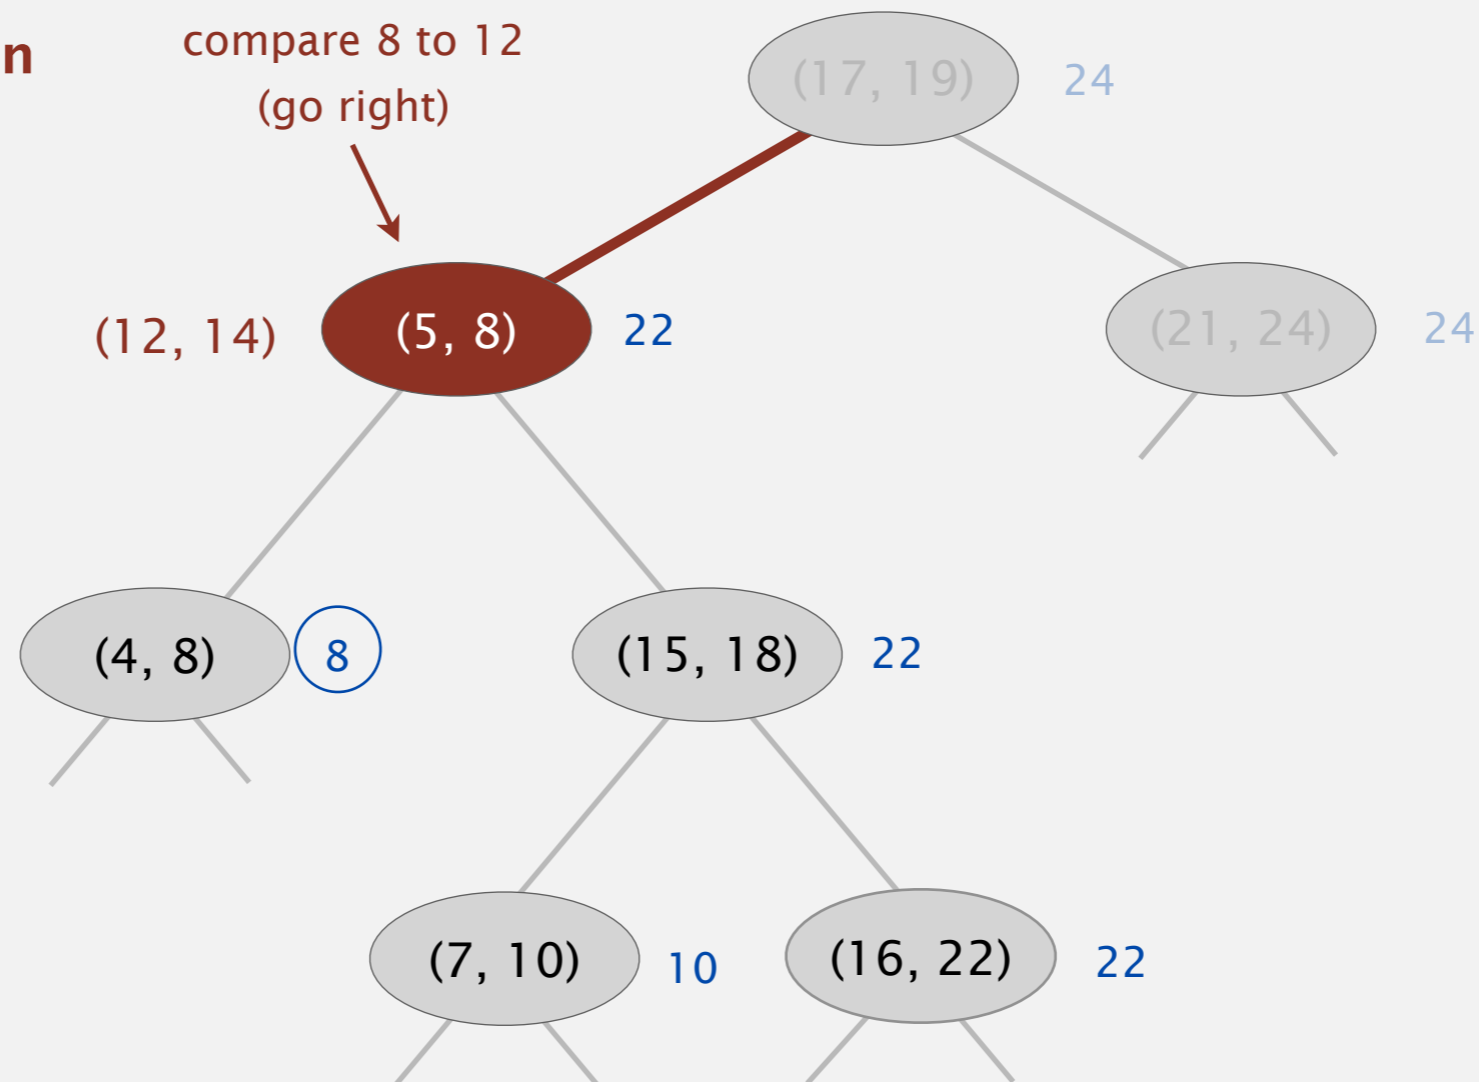 n
compare 8 to 12
(go right)
(17, 19) 24
(12, 14) (5, 8) 22
(21, 24) 24
(4, 8) 8
(15, 18) 22
(7, 10) 10
(16, 22) 22